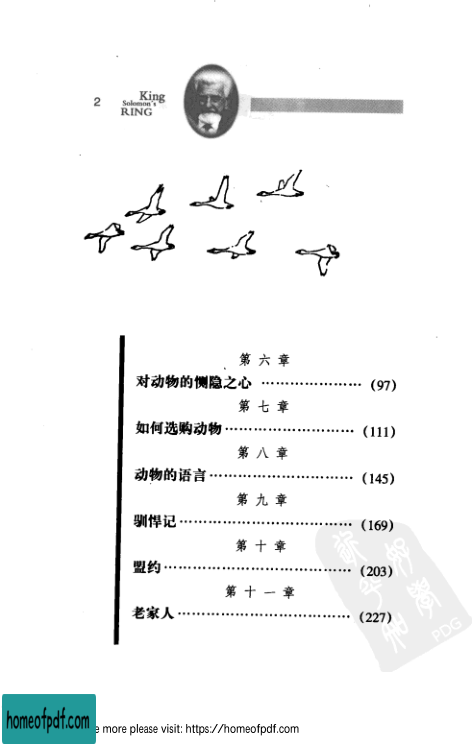 2
King
Solomon's
RING
第六章
对动物的恻隐之心 ····················· (97)
第七章
如何选购动物 ··························· (111)
第八章
动物的语言 ······························ (145)
第九章
驯悍记 ···································· (169)
第十章
盟约 ······································· (203)
第十一章
老家人 ···································· (227)
PDG
homeofpdf.com
e more please visit: https://homeofpdf.com